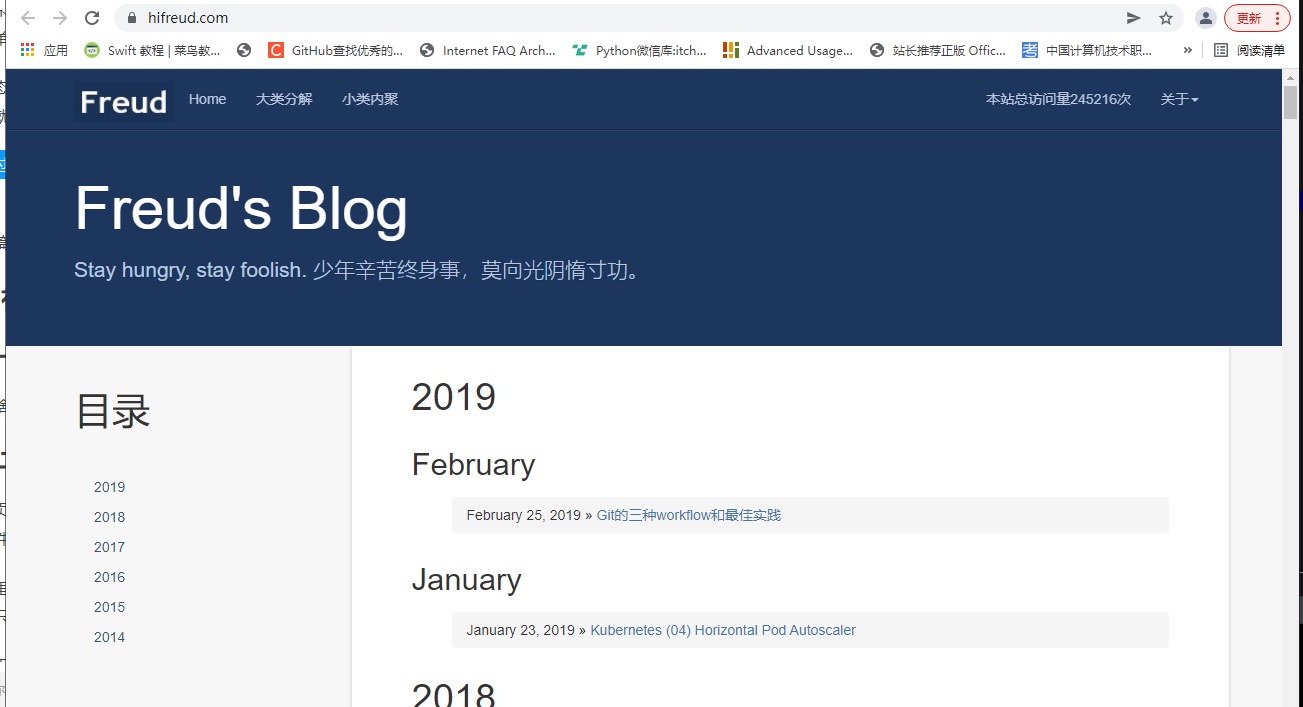 hifreud.com
更新
应用
Swift 教程 | 菜鸟教...
GitHub查找优秀的...
Internet FAQ Arch...
Python微信库:itch...
Advanced Usage...
站长推荐正版 Offic...
考 中国计算机技术职...
»
阅读清单
Freud Home 大类分解 小类内聚 本站总访问量245216次 关于
Freud's Blog
Stay hungry, stay foolish. 少年辛苦终身事，莫向光阴惰寸功。
目录
2019
2018
2017
2016
2015
2014
2019
February
February 25, 2019 » Git的三种workflow和最佳实践
January
January 23, 2019 » Kubernetes (04) Horizontal Pod Autoscaler
2018